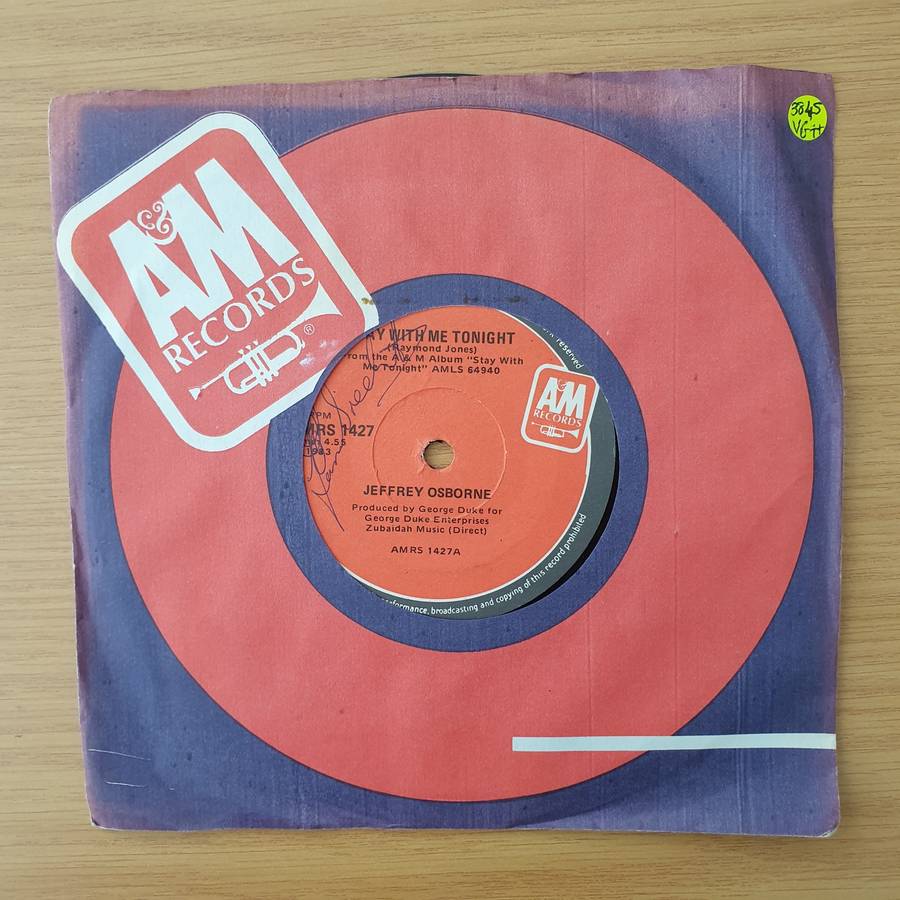 3845
VG++
A&M
RECORDS
®
AY WITH ME TONIGHT
(Raymond Jones)
From the A & M Album "Stay With
Me Tonight" AMLS 64940
A&M
RECORDS
RPM
MRS 1427
4.55
1983
JEFFREY OSBORNE
Produced by George Duke for
George Duke Enterprises
Zubaidah Music (Direct)
AMRS 1427A
reserved
performance, broadcasting and copying of this record prohibited